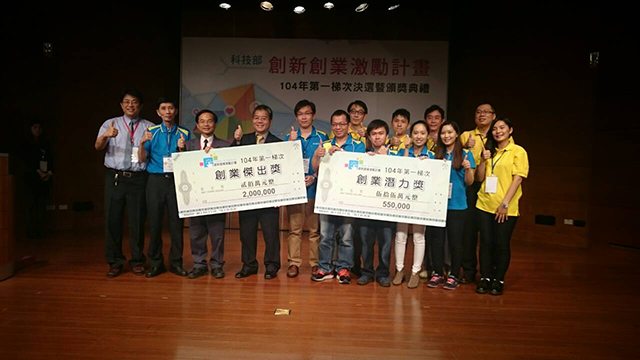 科技部
創新創業激勵計畫
104年第一梯次決選暨頒獎典禮
104年第一梯次
創業傑出獎
貳佰萬元整
2,000,000
104年第一梯次
創業潛力獎
伍拾伍萬元整
550,000